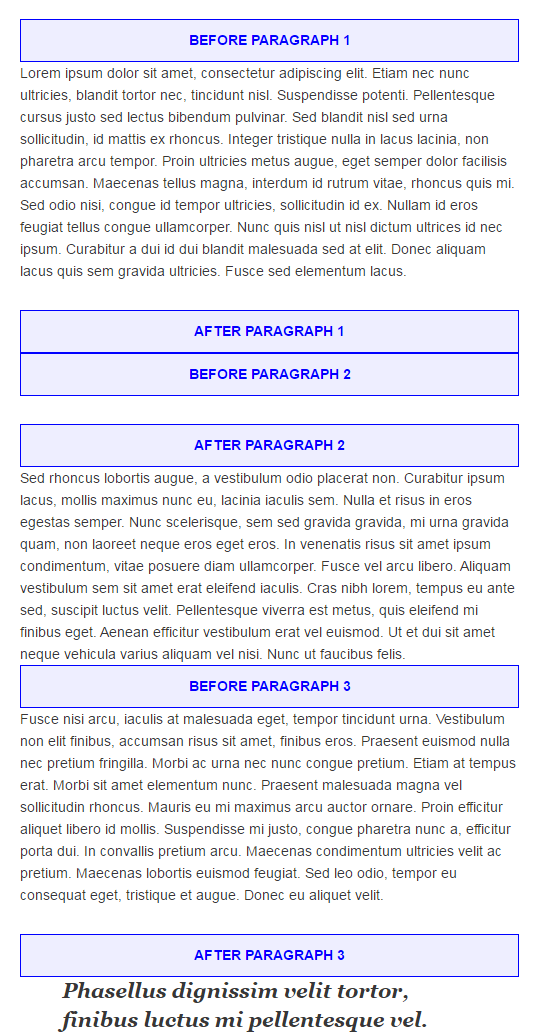 BEFORE PARAGRAPH 1
Lorem ipsum dolor sit amet, consectetur adipiscing elit. Etiam nec nunc
ultricies, blandit tortor nec, tincidunt nisl. Suspendisse potenti. Pellentesque
cursus justo sed lectus bibendum pulvinar. Sed blandit nisl sed urna
sollicitudin, id mattis ex rhoncus. Integer tristique nulla in lacus lacinia, non
pharetra arcu tempor. Proin ultricies metus augue, eget semper dolor facilisis
accumsan. Maecenas tellus magna, interdum id rutrum vitae, rhoncus quis mi.
Sed odio nisi, congue id tempor ultricies, sollicitudin id ex. Nullam id eros
feugiat tellus congue ullamcorper. Nunc quis nisl ut nisl dictum ultrices id nec
ipsum. Curabitur a dui id dui blandit malesuada sed at elit. Donec aliquam
lacus quis sem gravida ultricies. Fusce sed elementum lacus.
AFTER PARAGRAPH 1
BEFORE PARAGRAPH 2
AFTER PARAGRAPH 2
Sed rhoncus lobortis augue, a vestibulum odio placerat non. Curabitur ipsum
lacus, mollis maximus nunc eu, lacinia iaculis sem. Nulla et risus in eros
egestas semper. Nunc scelerisque, sem sed gravida gravida, mi urna gravida
quam, non laoreet neque eros eget eros. In venenatis risus sit amet ipsum
condimentum, vitae posuere diam ullamcorper. Fusce vel arcu libero. Aliquam
vestibulum sem sit amet erat eleifend iaculis. Cras nibh lorem, tempus eu ante
sed, suscipit luctus velit. Pellentesque viverra est metus, quis eleifend mi
finibus eget. Aenean efficitur vestibulum erat vel euismod. Ut et dui sit amet
neque vehicula varius aliquam vel nisi. Nunc ut faucibus felis.
BEFORE PARAGRAPH 3
Fusce nisi arcu, iaculis at malesuada eget, tempor tincidunt urna. Vestibulum
non elit finibus, accumsan risus sit amet, finibus eros. Praesent euismod nulla
nec pretium fringilla. Morbi ac urna nec nunc congue pretium. Etiam at tempus
erat. Morbi sit amet elementum nunc. Praesent malesuada magna vel
sollicitudin rhoncus. Mauris eu mi maximus arcu auctor ornare. Proin efficitur
aliquet libero id mollis. Suspendisse mi justo, congue pharetra nunc a, efficitur
porta dui. In convallis pretium arcu. Maecenas condimentum ultricies velit ac
pretium. Maecenas lobortis euismod feugiat. Sed leo odio, tempor eu
consequat eget, tristique et augue. Donec eu aliquet velit.
AFTER PARAGRAPH 3
Phasellus dignissim velit tortor,
finibus luctus mi pellentesque vel.